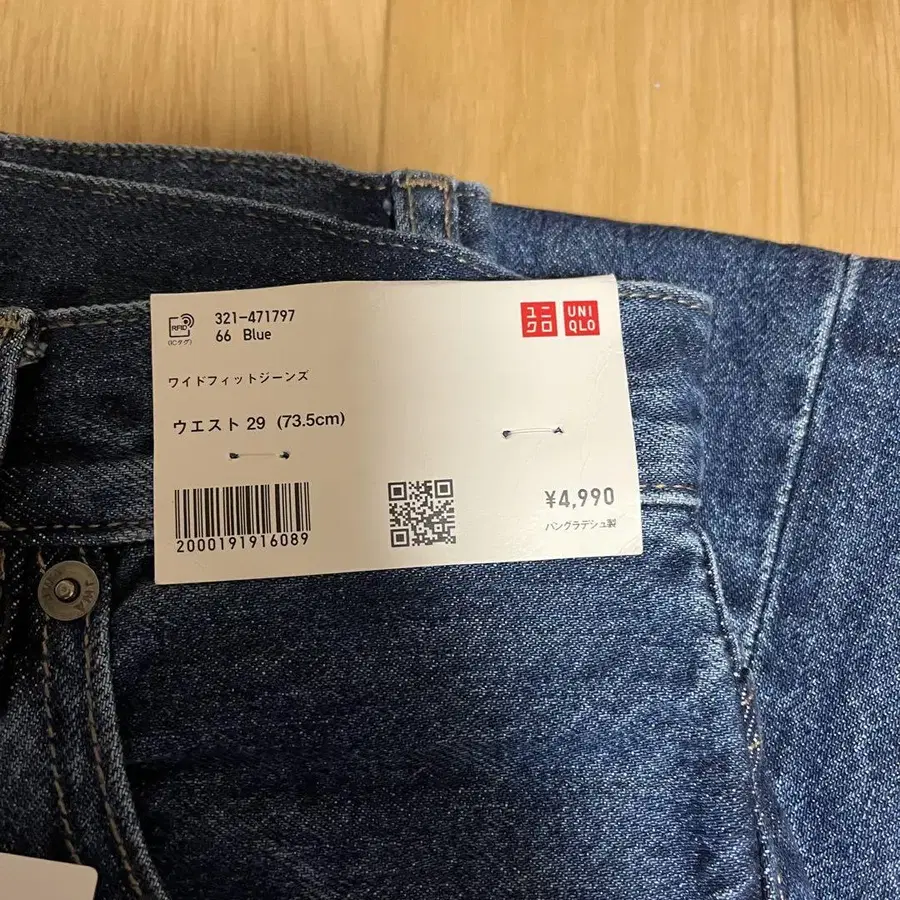 RFID
(ICタグ)
321-471797
66 Blue
ユニ
クロ
UNI
QLO
ワイドフィットジーンズ
ウエスト 29 (73.5cm)
2000191916089
¥4,990
バングラデシュ製
JWA